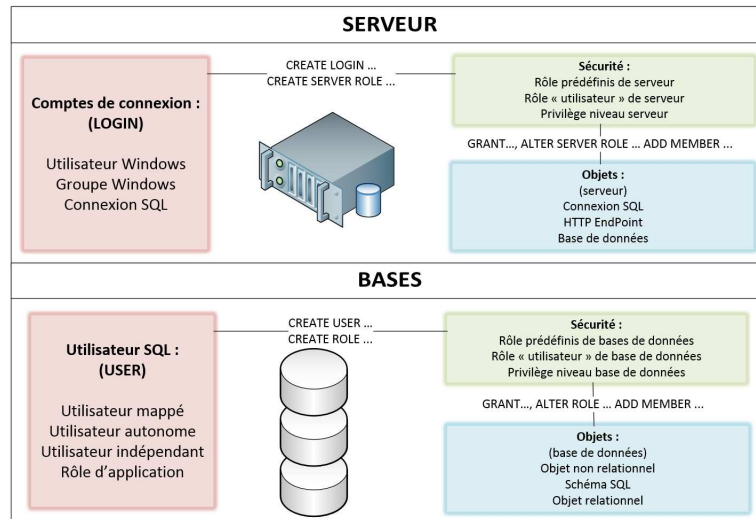 SERVEUR
CREATE LOGIN ...
CREATE SERVER ROLE ...
Comptes de connexion :
(LOGIN)
Utilisateur Windows
Groupe Windows
Connexion SQL
Sécurité :
Rôle prédéfinis de serveur
Rôle « utilisateur » de serveur
Privilège niveau serveur
GRANT..., ALTER SERVER ROLE ... ADD MEMBER ...
Objets :
(serveur)
Connexion SQL
HTTP EndPoint
Base de données
BASES
CREATE USER ...
CREATE ROLE ...
Utilisateur SQL :
(USER)
Utilisateur mappé
Utilisateur autonome
Utilisateur indépendant
Rôle d'application
Sécurité :
Rôle prédéfinis de bases de données
Rôle « utilisateur » de base de données
Privilège niveau base de données
GRANT..., ALTER ROLE ... ADD MEMBER ...
Objets :
(base de données)
Objet non relationnel
Schéma SQL
Objet relationnel